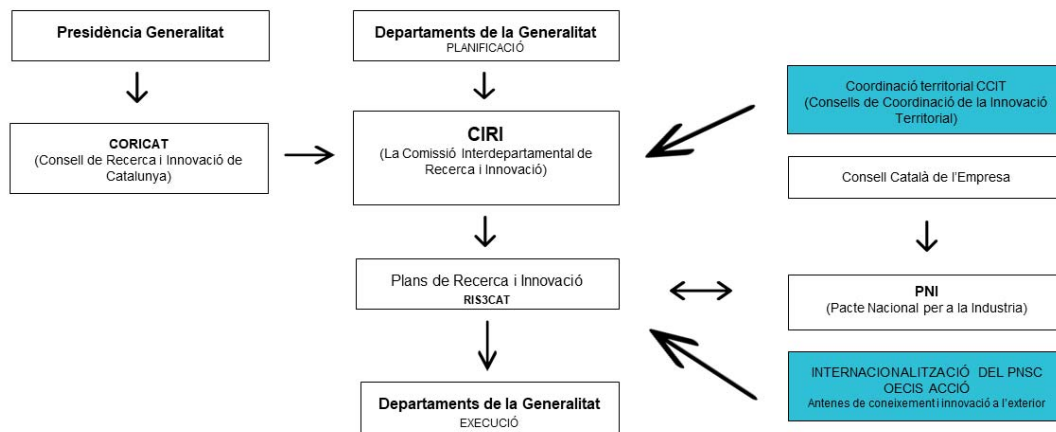 Presidència Generalitat
Departaments de la Generalitat
PLANIFICACIÓ
Coordinació territorial CCIT
(Consells de Coordinació de la Innovació
Territorial)
CORICAT
(Consell de Recerca i Innovació de
Catalunya)
CIRI
(La Comissió Interdepartamental de
Recerca i Innovació)
Consell Català de l'Empresa
Plans de Recerca i Innovació
RIS3CAT
PNI
(Pacte Nacional per a la Industria)
INTERNACIONALITZACIÓ DEL PNSC
OECIS ACCIÓ
Antenes de coneixement i innovació a l'exterior
Departaments de la Generalitat
EXECUCIÓ